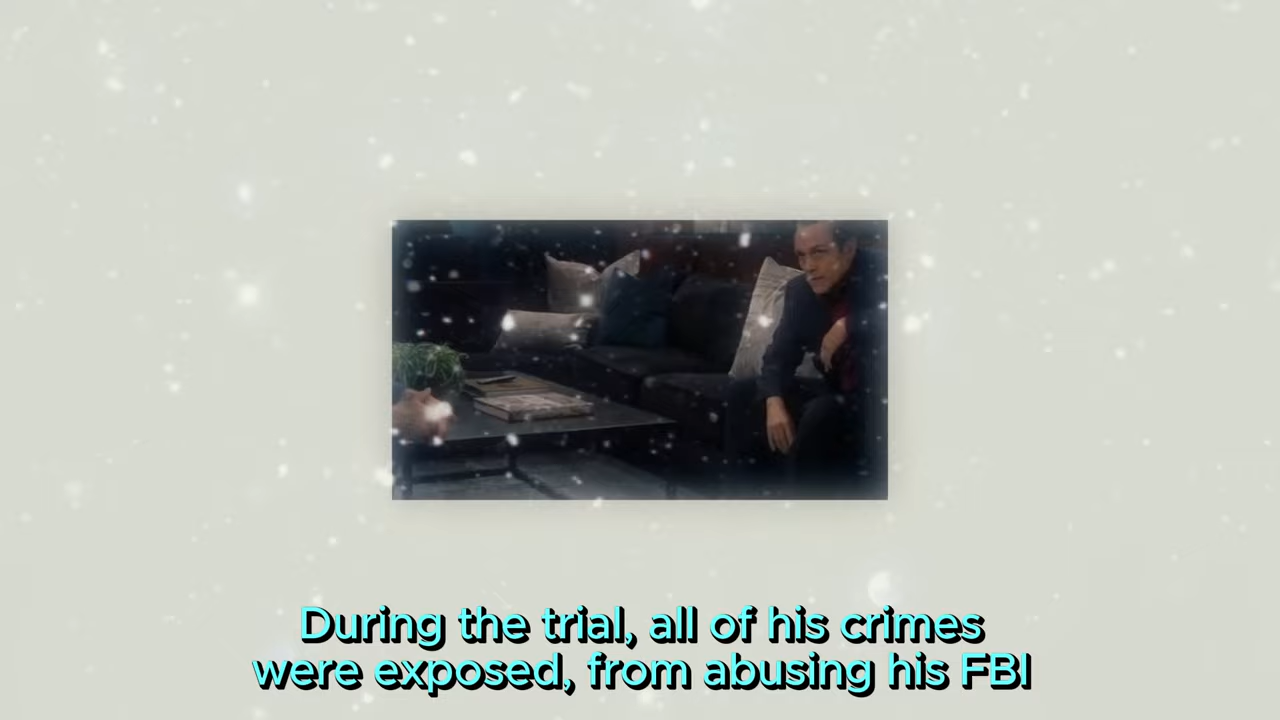 During the trial, all of his crimes
were exposed, from abusing his FBI